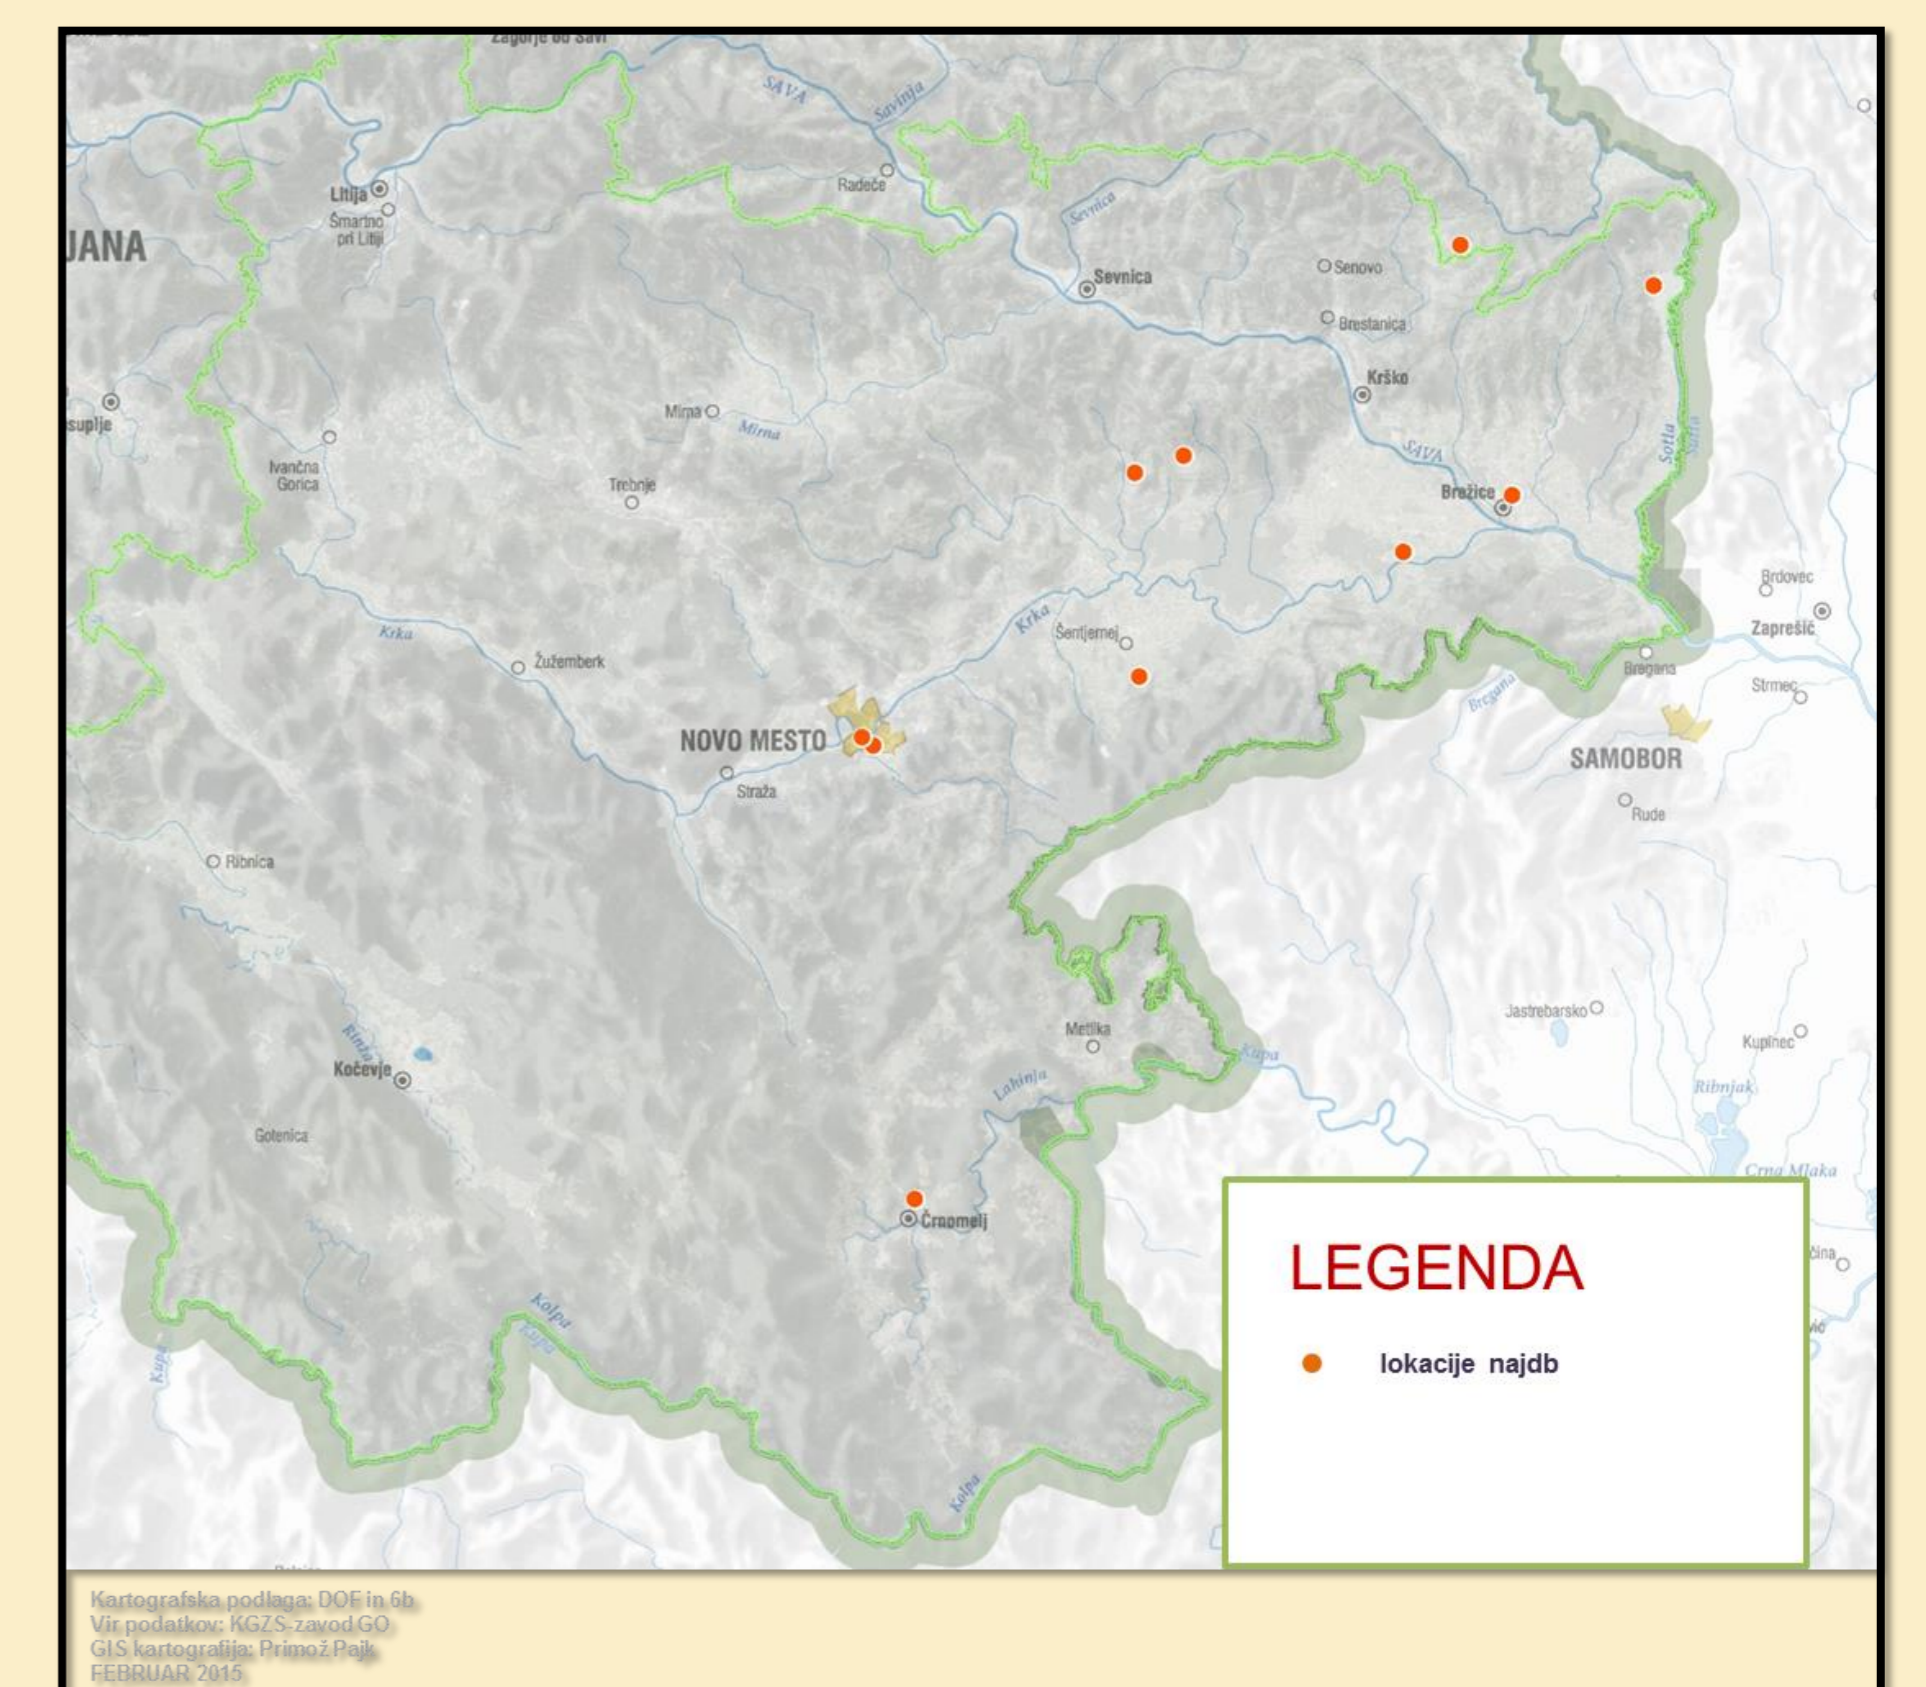 Zagorje ob Savi
SAVA
Savinja
Radeče
Litija
Šmartno
pri Litiji
JANA
Sevnica
Sevnica
Senovo
Brestanica
Krško
suplje
Mirna
Mirna
Ivančna
Gorica
Trebnje
SAVA
Sotla
Sutla
Brežice
Brdovec
Zaprešić
Krka
Krka
Šentjernej
Žužemberk
Bregana
Bregana
Strmec
NOVO MESTO
Straža
SAMOBOR
Rude
Ribnica
Metlika
Jastrebarsko
Kuplnec
Rinža
Kočevje
Kupa
Lahinja
Ribnjak
Gotenica
Crna Mlaka
Črnomelj
čina
LEGENDA
lokacije najdb
Kolpa
Kupa
Kupa
Kolpa
Kartografska podlaga: DOF in 6b
Vir podatkov: KGZS-zavod GO
GIS kartografija: Primož Pajk
FEBRUAR 2015